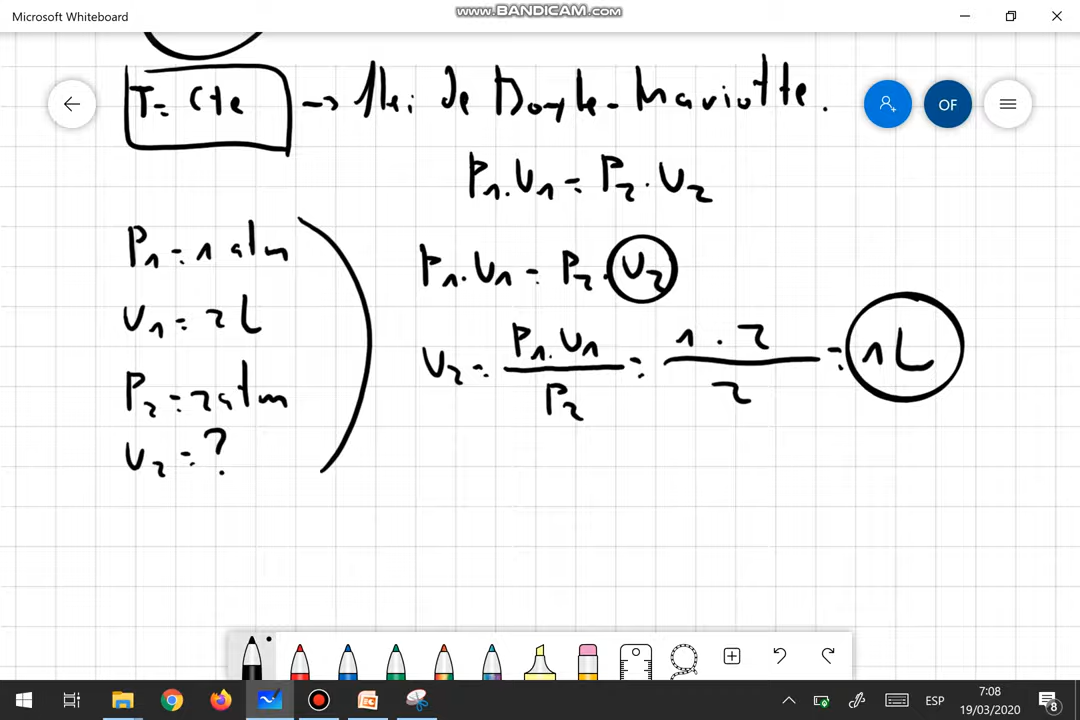 www.BANDICAM.com
Microsoft Whiteboard
T= Cte → llei de Boyle-Mariotte.
P₁.V₁ = P₂.V₂
P₁ = 1 atm
V₁ = 2 L
P₂ = 2 atm
V₂ = ?
P₁.V₁ = P₂.V₂
V₂ = P₁.V₁ / P₂ = 1.2 / 2 = 1L
OF
ESP
7:08
19/03/2020
8